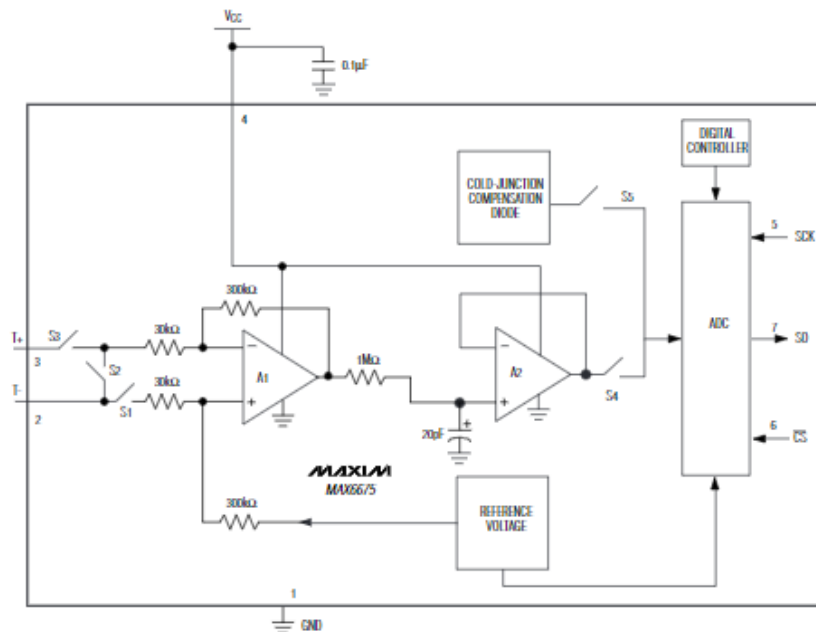 VCC
0.1µF
4
DIGITAL
CONTROLLER
COLD-JUNCTION
COMPENSATION
DIODE
S5
5
SCK
300kΩ
ADC
7
SO
T+
S3
30kΩ
3
S2
A1
1MΩ
A2
S4
T-
S1
30kΩ
2
20pF
6
CS
MAXIM
MAX6675
300kΩ
REFERENCE
VOLTAGE
1
GND